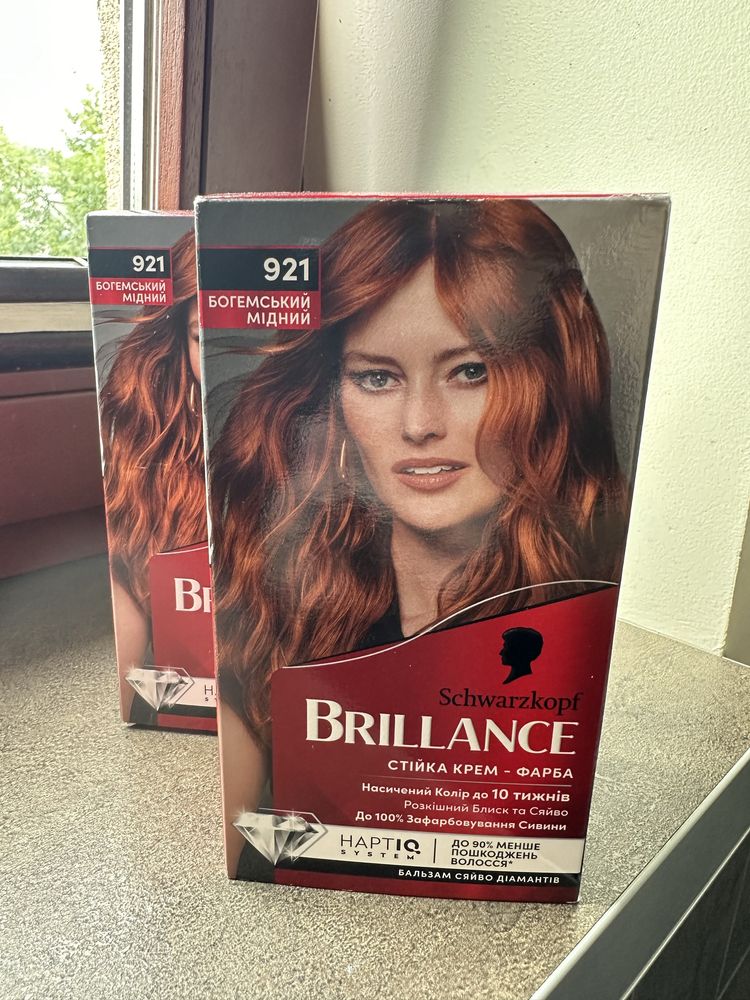 921
БОГЕМСЬКИЙ
МІДНИЙ
921
БОГЕМСЬКИЙ
МІДНИЙ
Schwarzkopf
BRILLANCE
СТІЙКА КРЕМ - ФАРБА
Насичений Колір до 10 тижнів
Розкішний Блиск та Сяйво
До 100% Зафарбовування Сивини
HAPTIQ
SYSTEM
ДО 90% МЕНШЕ
ПОШКОДЖЕНЬ
ВОЛОССЯ*
БАЛЬЗАМ СЯЙВО ДІАМАНТІВ